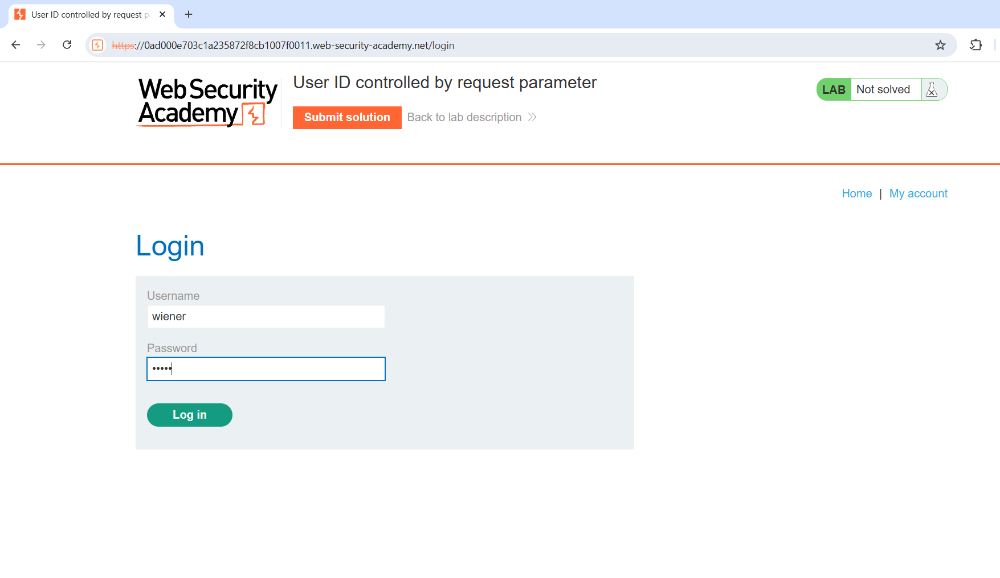 User ID controlled by request p
https://0ad000e703c1a235872f8cb1007f0011.web-security-academy.net/login
Web Security
Academy
User ID controlled by request parameter
Submit solution
Back to lab description
LAB
Not solved
Home | My account
Login
Username
wiener
Password
•••••
Log in